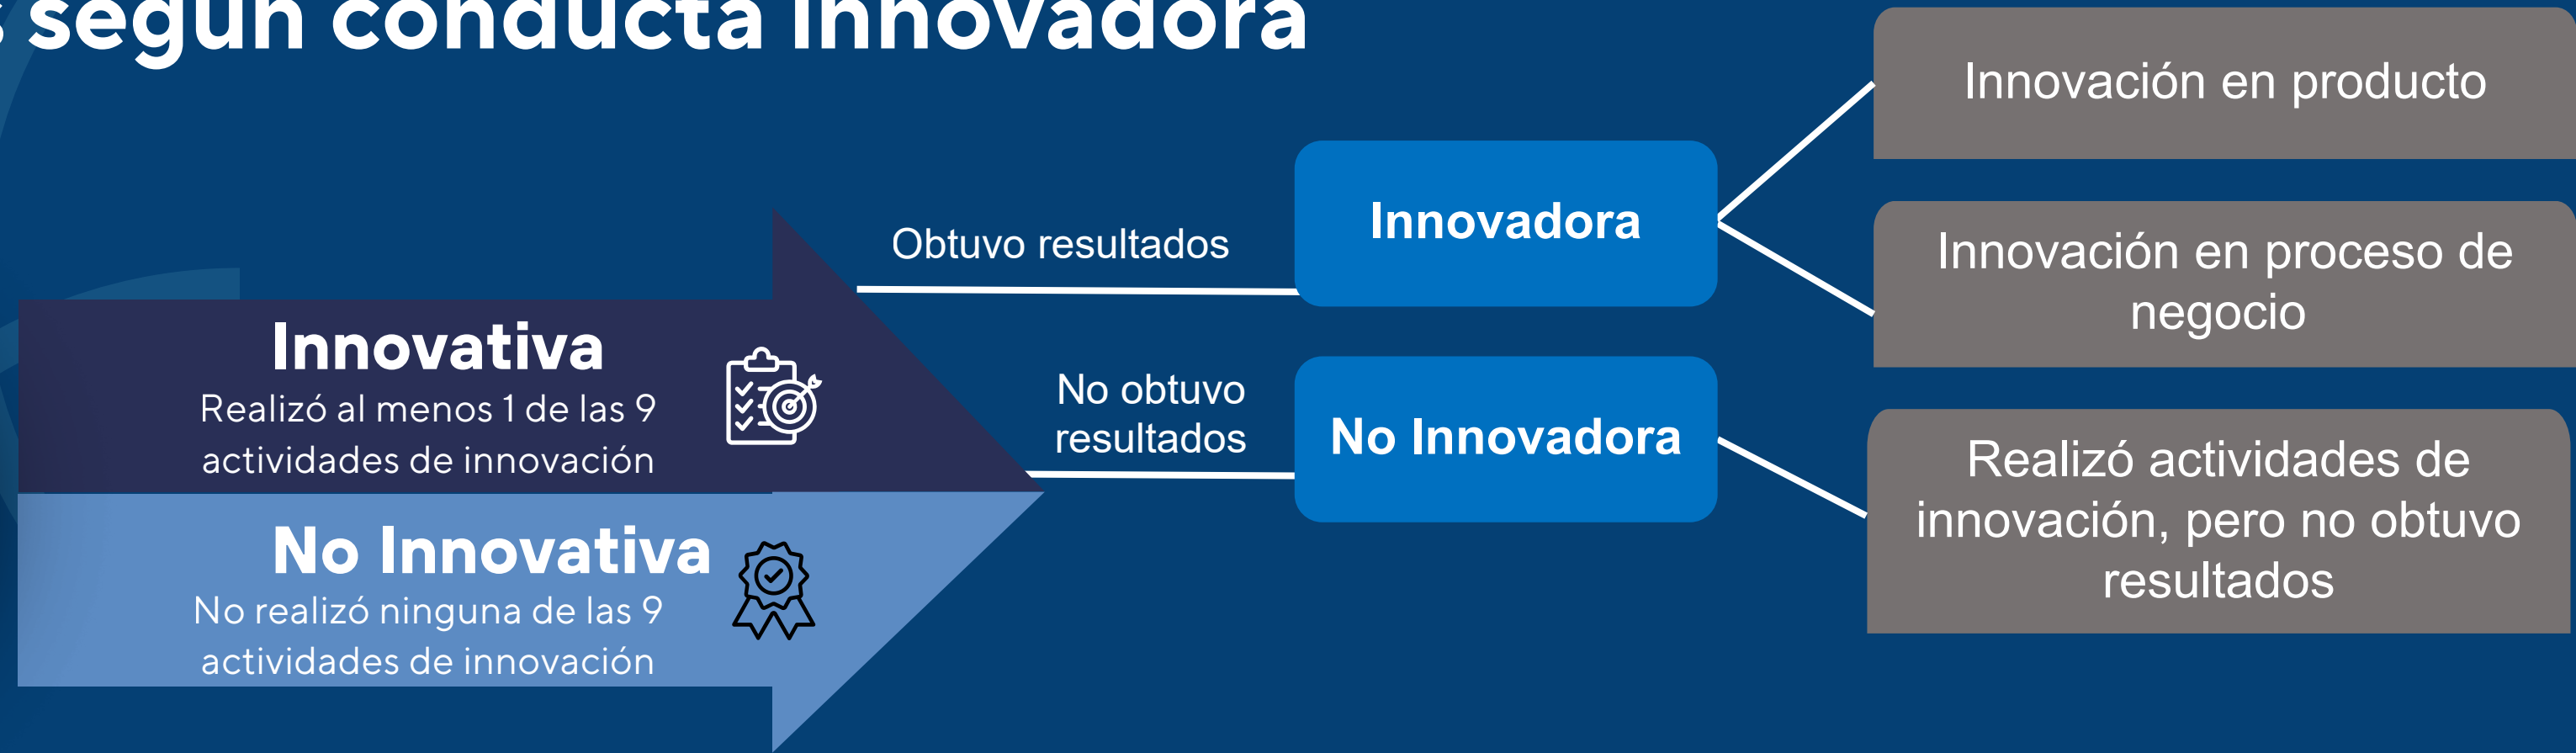 según conducta innovadora
Innovativa
Realizó al menos 1 de las 9
actividades de innovación
No Innovativa
No realizó ninguna de las 9
actividades de innovación
Obtuvo resultados
No obtuvo
resultados
Innovadora
No Innovadora
Innovación en producto
Innovación en proceso de
negocio
Realizó actividades de
innovación, pero no obtuvo
resultados